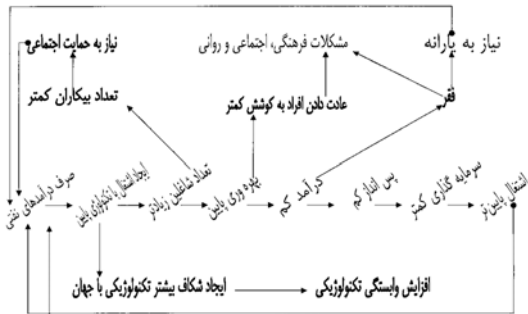 نیاز به یارانه
مشکلات فرهنگی، اجتماعی و روانی
نیاز به حمایت اجتماعی
فقر
عادت دادن افراد به کوشش کمتر
تعداد بیکاران کمتر
صرف درآمدهای نفتی
ایجاد اشتغال با تکنولوژی پایین
تعداد شاغلین زیادتر
بهره وری پایین
درآمد کم
پس انداز کم
سرمایه گذاری کمتر
اشتغال پایین‌تر
ایجاد شکاف بیشتر تکنولوژیکی با جهان
افزایش وابستگی تکنولوژیکی